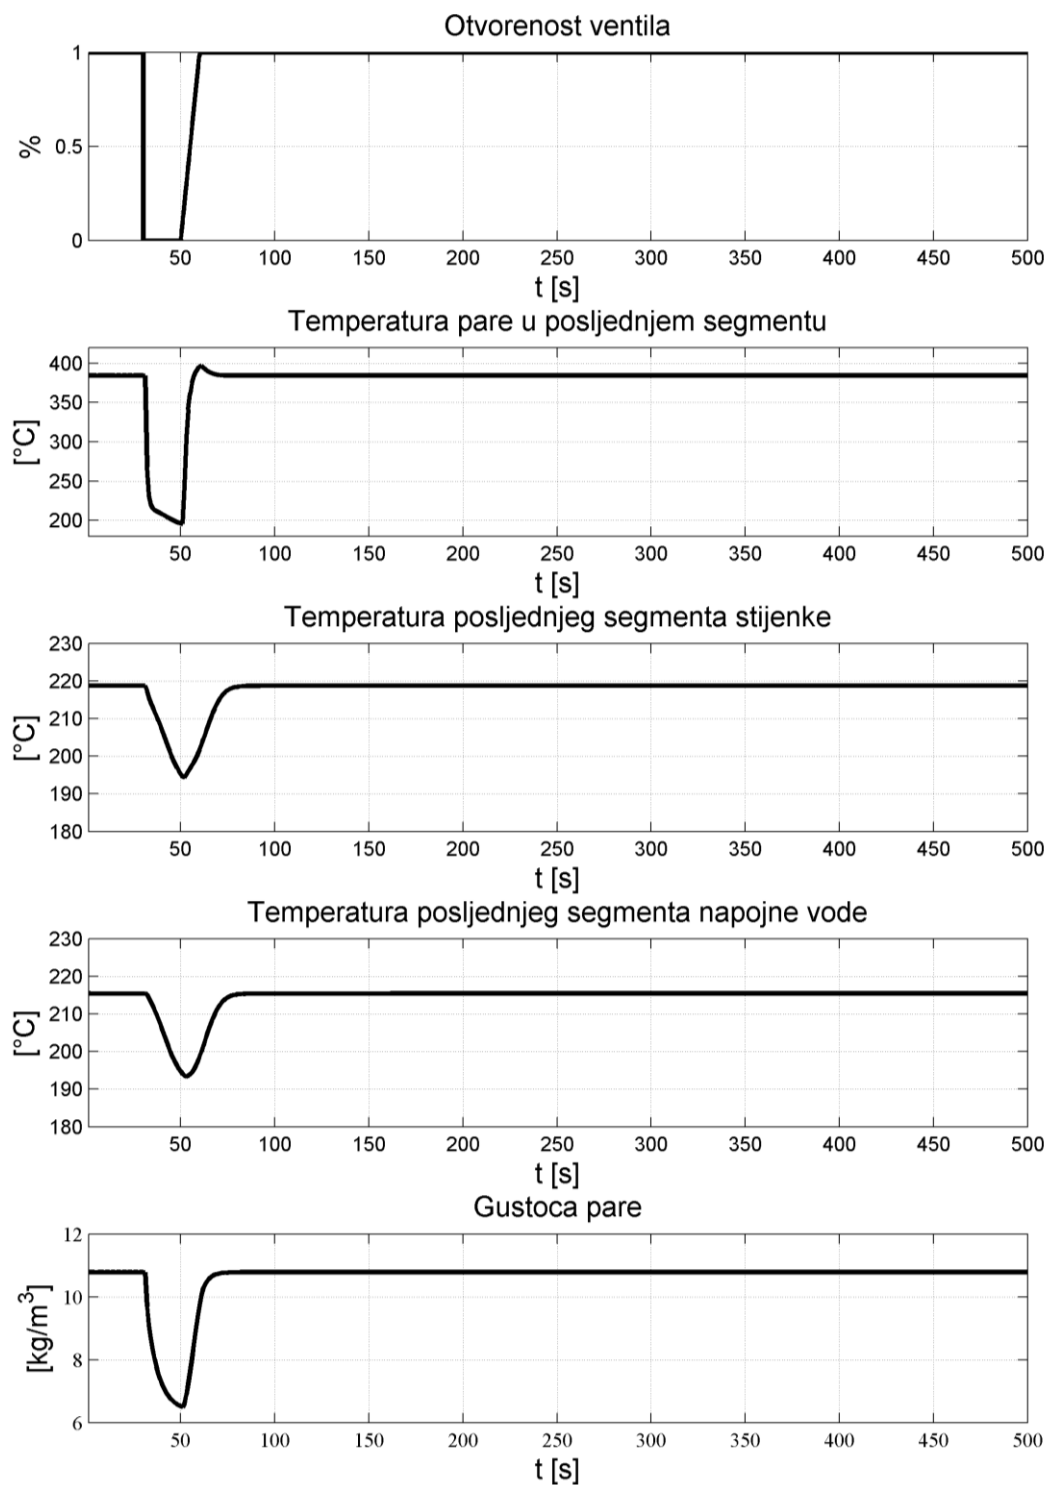 Otvorenost ventila
1
0.5
0
%
50 100 150 200 250 300 350 400 450 500
t [s]
Temperatura pare u posljednjem segmentu
400
350
300
250
200
[°C]
50 100 150 200 250 300 350 400 450 500
t [s]
Temperatura posljednjeg segmenta stijenke
230
220
210
200
190
180
[°C]
50 100 150 200 250 300 350 400 450 500
t [s]
Temperatura posljednjeg segmenta napojne vode
230
220
210
200
190
180
[°C]
50 100 150 200 250 300 350 400 450 500
t [s]
Gustoca pare
12
10
8
6
[kg/m³]
50 100 150 200 250 300 350 400 450 500
t [s]